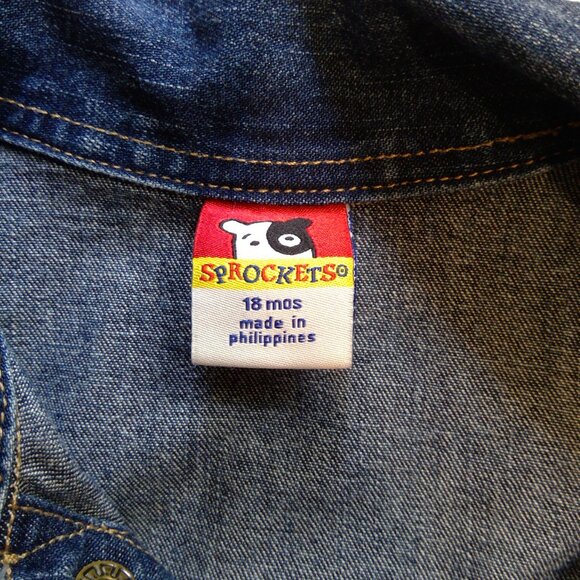 SPROCKETS®
18 mos
made in
philippines